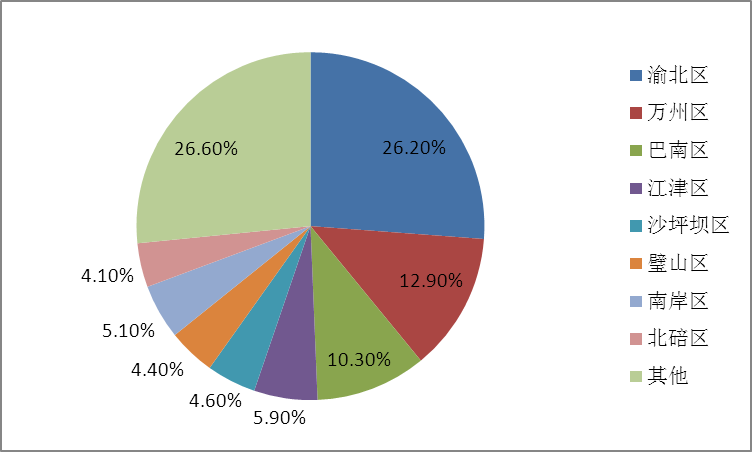 26.60%
26.20%
12.90%
10.30%
5.90%
4.60%
4.40%
5.10%
4.10%
渝北区
万州区
巴南区
江津区
沙坪坝区
璧山区
南岸区
北碚区
其他